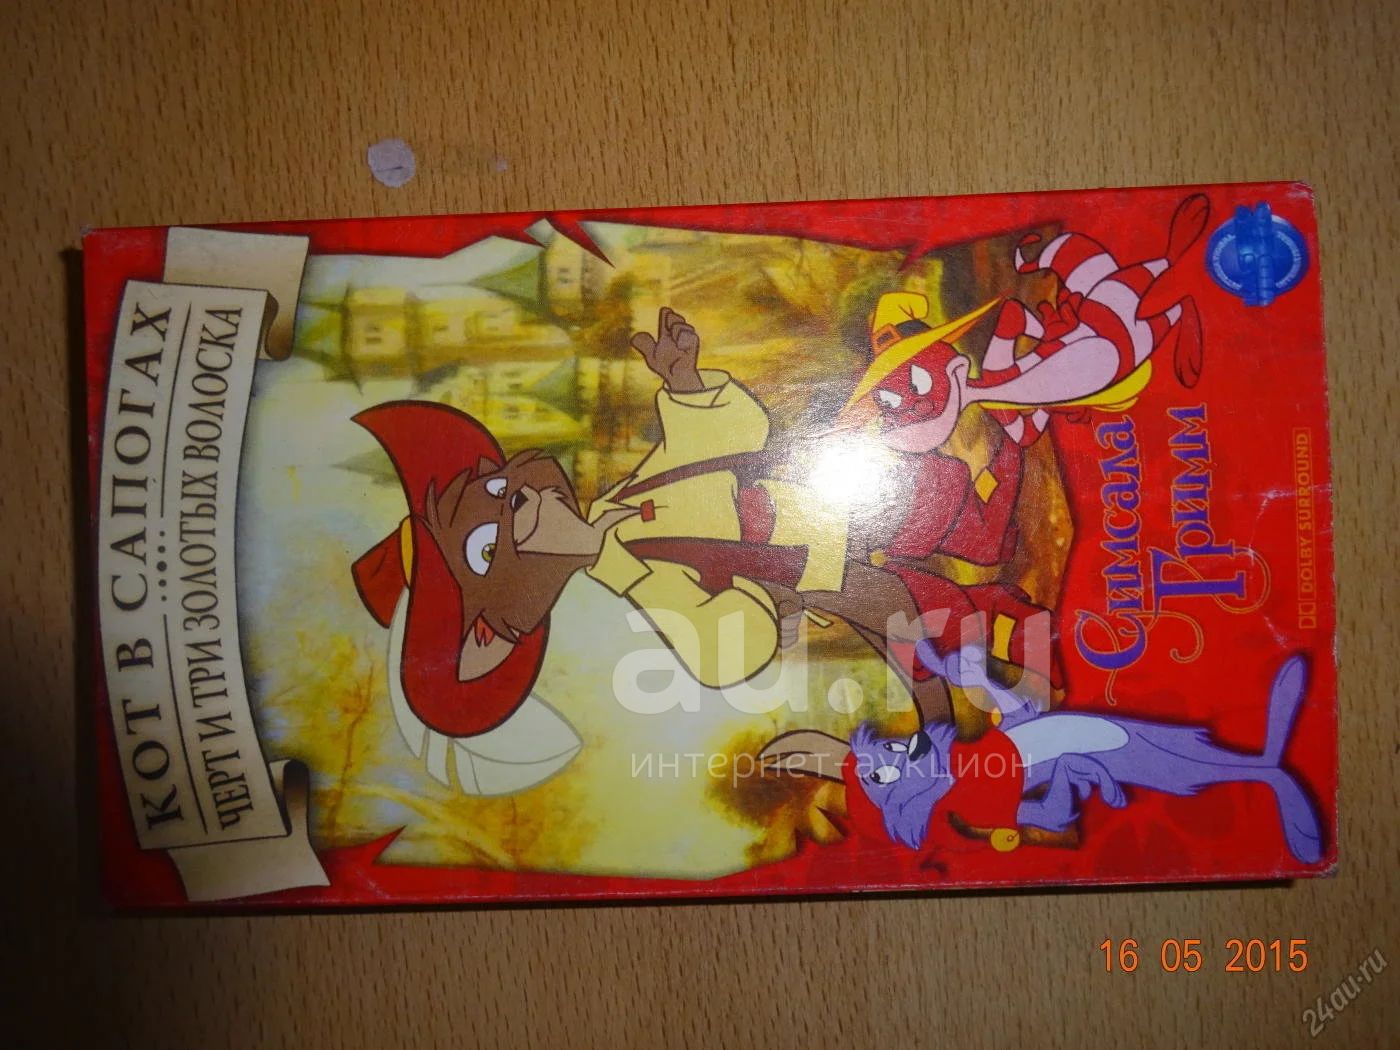 КОТ В САПОГАХ
ЧЕРТ И ТРИ ЗОЛОТЫХ ВОЛОСКА
Симсала
Гримм
DOLBY SURROUND
au.ru
интернет-аукцион
16 05 2015
24au.ru